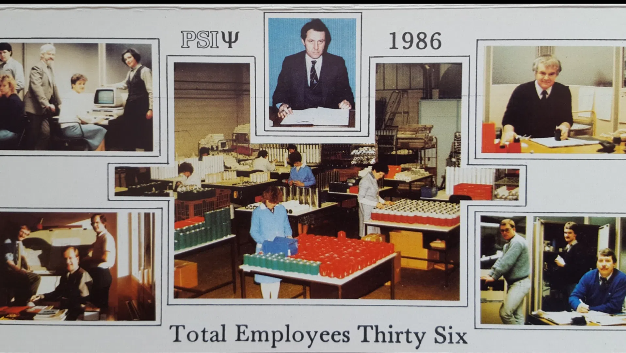 PSIΨ
1986
Total Employees Thirty Six